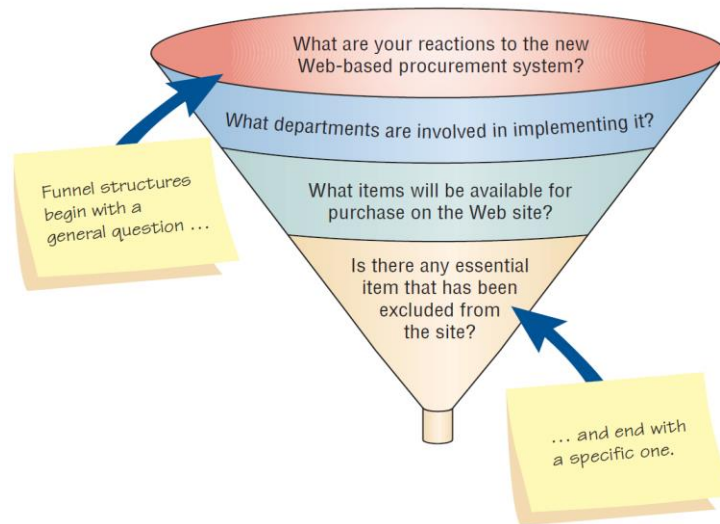 What are your reactions to the new
Web-based procurement system?
What departments are involved in implementing it?
Funnel structures
begin with a
general question ...
What items will be available for
purchase on the Web site?
Is there any essential
item that has been
excluded from
the site?
... and end with
a specific one.